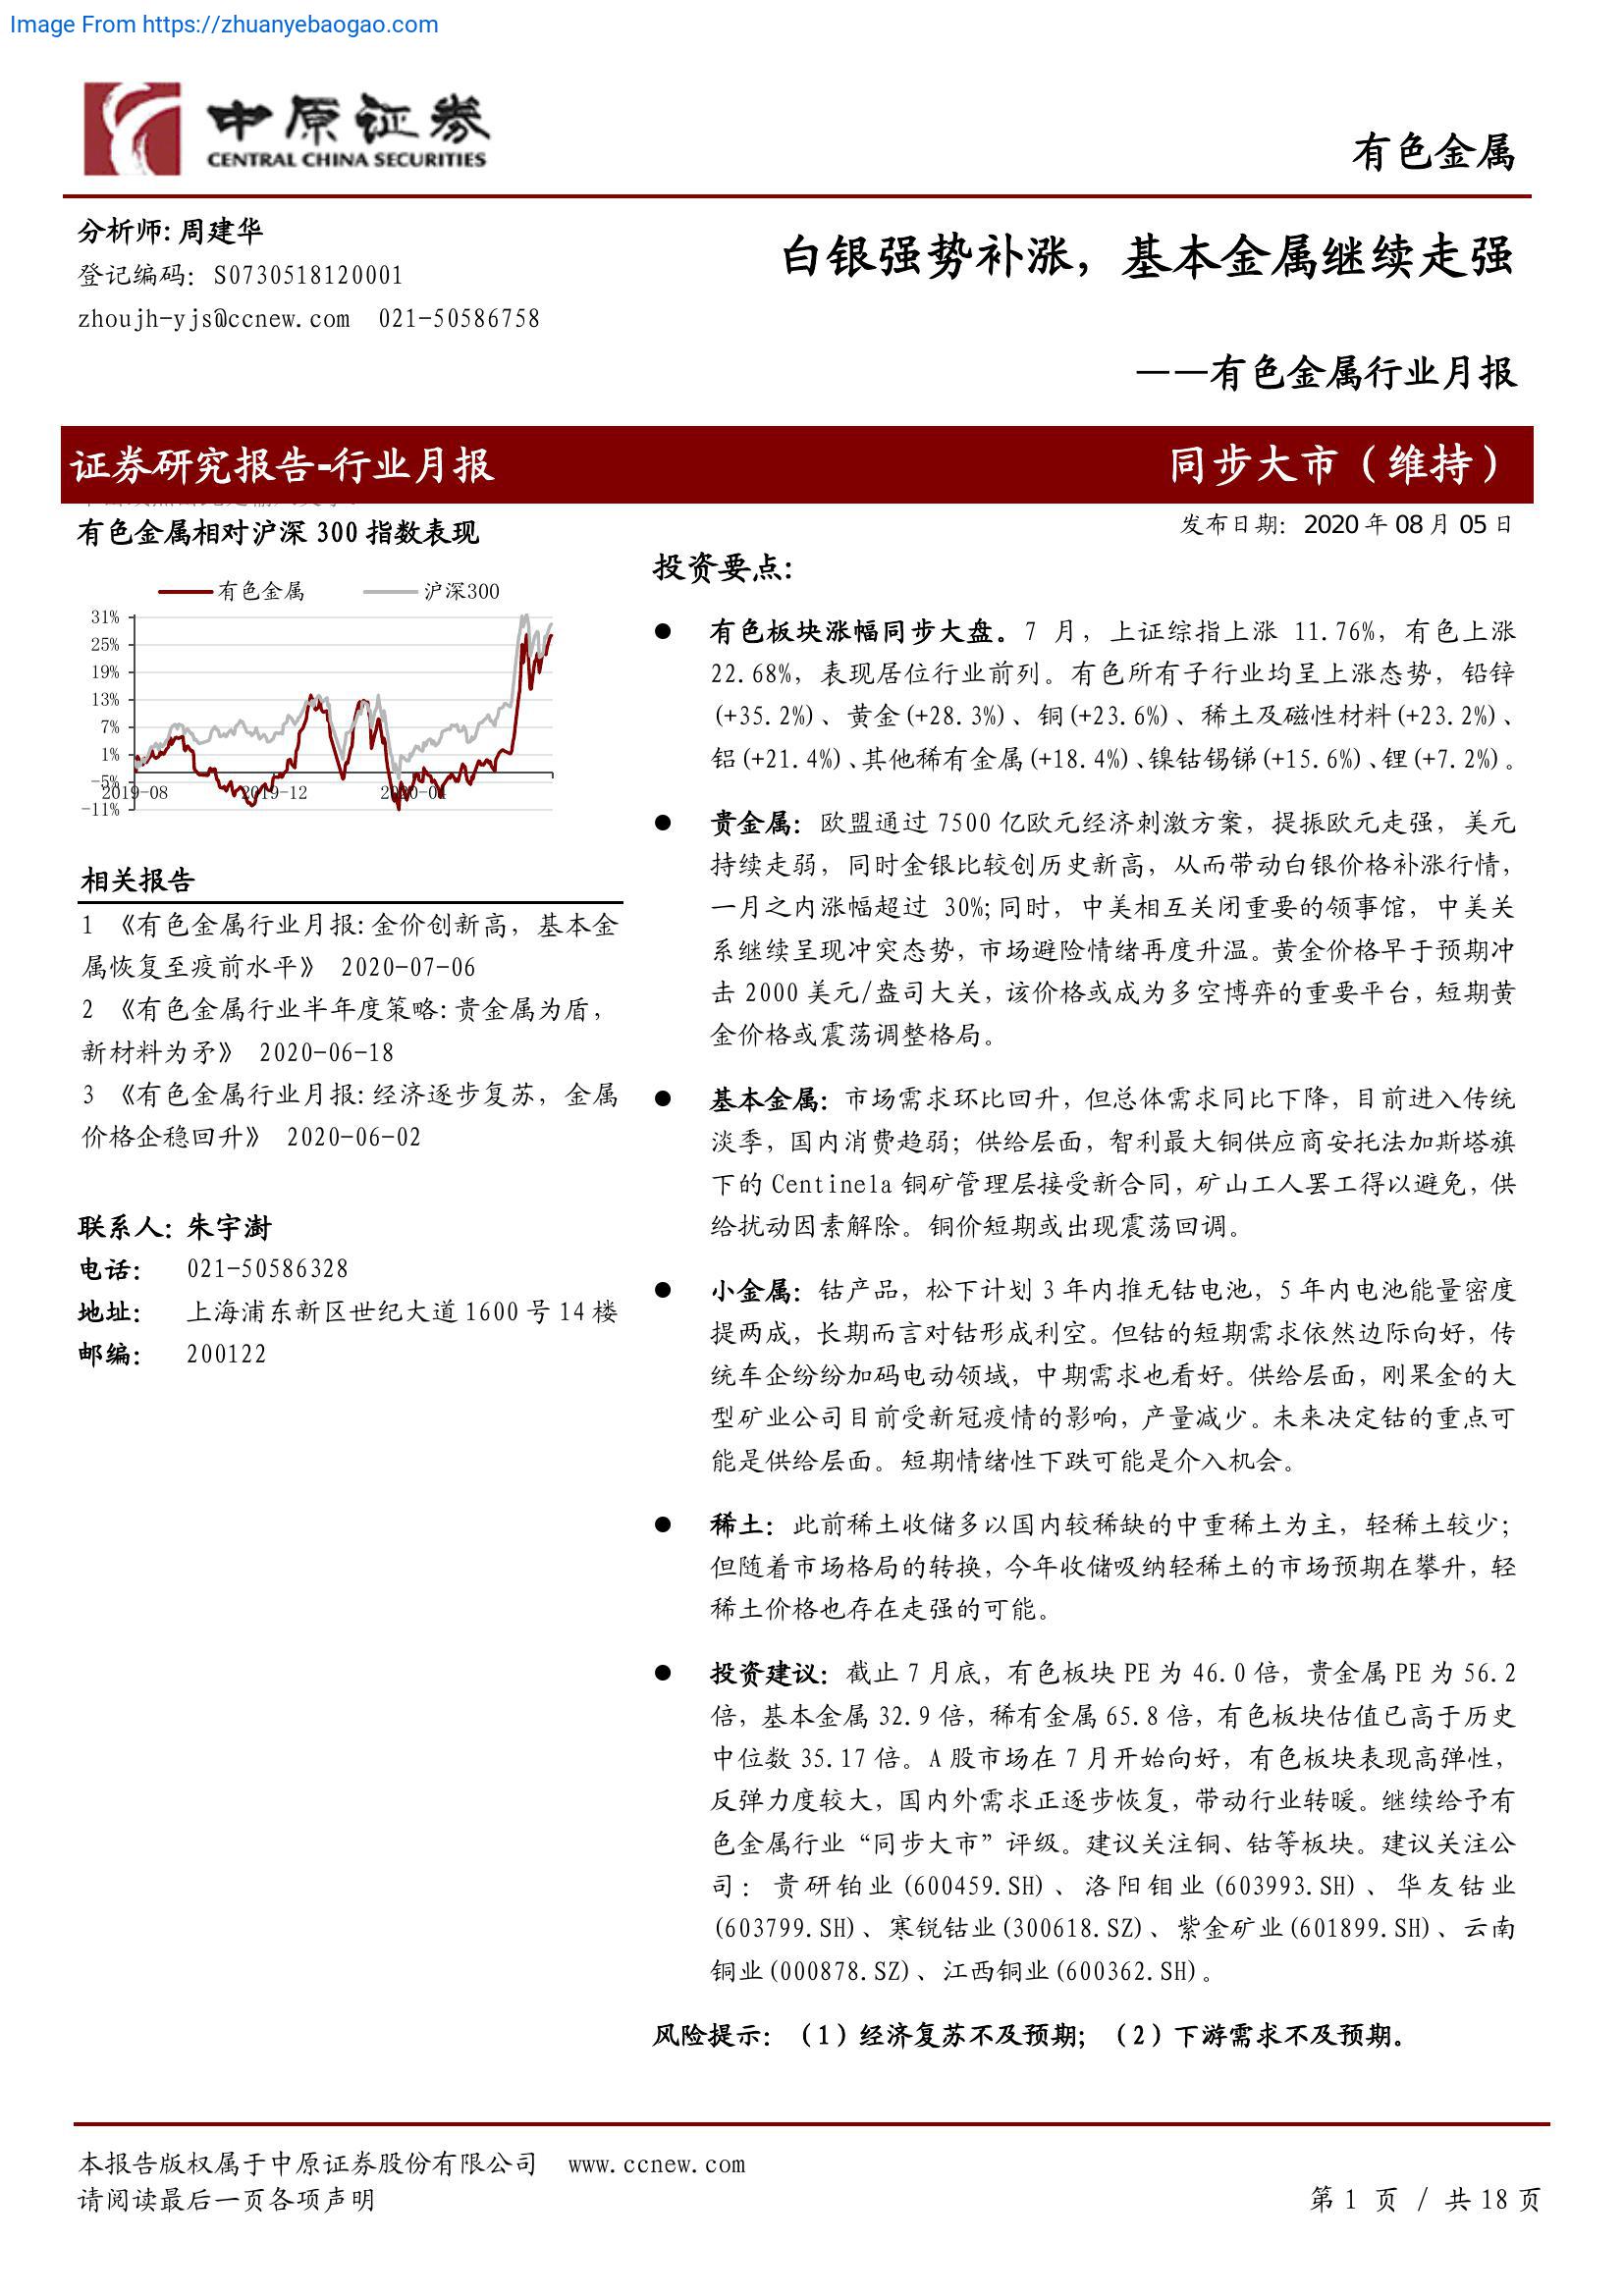 Image From https://zhuanyebaogao.com
中原证券
CENTRAL CHINA SECURITIES
有色金属
分析师:周建华
登记编码：S0730518120001
zhoujh-yjs@ccnew.com 021-50586758
白银强势补涨，基本金属继续走强
——有色金属行业月报
证券研究报告-行业月报
同步大市（维持）
有色金属相对沪深 300 指数表现
发布日期：2020 年 08 月 05 日
有色金属
沪深300
31%
25%
19%
13%
7%
1%
-5%
-11%
2019-08
2019-12
2020-04
相关报告
1 《有色金属行业月报:金价创新高，基本金
属恢复至疫前水平》 2020-07-06
2 《有色金属行业半年度策略:贵金属为盾，
新材料为矛》 2020-06-18
3 《有色金属行业月报:经济逐步复苏，金属
价格企稳回升》 2020-06-02
联系人：朱宇澍
电话： 021-50586328
地址： 上海浦东新区世纪大道 1600 号 14 楼
邮编： 200122
投资要点:
● 有色板块涨幅同步大盘。7 月，上证综指上涨 11.76%，有色上涨
22.68%，表现居位行业前列。有色所有子行业均呈上涨态势，铅锌
(+35.2%)、黄金(+28.3%)、铜(+23.6%)、稀土及磁性材料(+23.2%)、
铝(+21.4%)、其他稀有金属(+18.4%)、镍钴锡锑(+15.6%)、锂(+7.2%)。
● 贵金属：欧盟通过 7500 亿欧元经济刺激方案，提振欧元走强，美元
持续走弱，同时金银比较创历史新高，从而带动白银价格补涨行情，
一月之内涨幅超过 30%;同时，中美相互关闭重要的领事馆，中美关
系继续呈现冲突态势，市场避险情绪再度升温。黄金价格早于预期冲
击 2000 美元/盎司大关，该价格或成为多空博弈的重要平台，短期黄
金价格或震荡调整格局。
● 基本金属：市场需求环比回升，但总体需求同比下降，目前进入传统
淡季，国内消费趋弱；供给层面，智利最大铜供应商安托法加斯塔旗
下的 Centinela 铜矿管理层接受新合同，矿山工人罢工得以避免，供
给扰动因素解除。铜价短期或出现震荡回调。
● 小金属：钴产品，松下计划 3 年内推无钴电池，5 年内电池能量密度
提两成，长期而言对钴形成利空。但钴的短期需求依然边际向好，传
统车企纷纷加码电动领域，中期需求也看好。供给层面，刚果金的大
型矿业公司目前受新冠疫情的影响，产量减少。未来决定钴的重点可
能是供给层面。短期情绪性下跌可能是介入机会。
● 稀土：此前稀土收储多以国内较稀缺的中重稀土为主，轻稀土较少；
但随着市场格局的转换，今年收储吸纳轻稀土的市场预期在攀升，轻
稀土价格也存在走强的可能。
● 投资建议：截止 7 月底，有色板块 PE 为 46.0 倍，贵金属 PE 为 56.2
倍，基本金属 32.9 倍，稀有金属 65.8 倍，有色板块估值已高于历史
中位数 35.17 倍。A 股市场在 7 月开始向好，有色板块表现高弹性，
反弹力度较大，国内外需求正逐步恢复，带动行业转暖。继续给予有
色金属行业“同步大市”评级。建议关注铜、钴等板块。建议关注公
司：贵研铂业(600459.SH)、洛阳钼业(603993.SH)、华友钴业
(603799.SH)、寒锐钴业(300618.SZ)、紫金矿业(601899.SH)、云南
铜业(000878.SZ)、江西铜业(600362.SH)。
风险提示：（1）经济复苏不及预期；（2）下游需求不及预期。
本报告版权属于中原证券股份有限公司 www.ccnew.com
请阅读最后一页各项声明
第 1 页 / 共 18 页